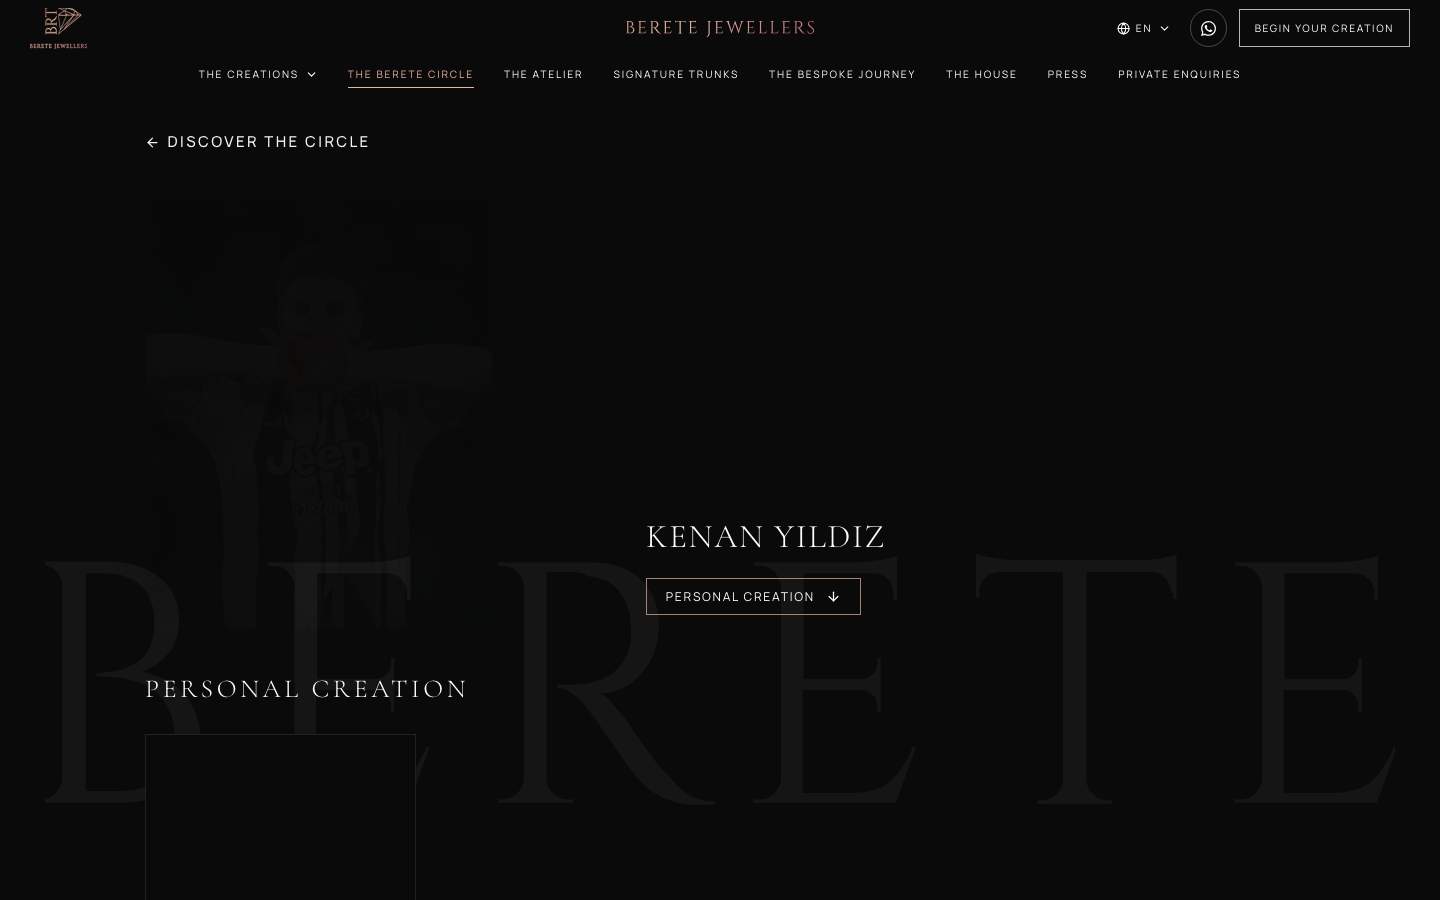 BRT
BERETE JEWELLERS
BERETE JEWELLERS
EN
BEGIN YOUR CREATION
THE CREATIONS
THE BERETE CIRCLE
THE ATELIER
SIGNATURE TRUNKS
THE BESPOKE JOURNEY
THE HOUSE
PRESS
PRIVATE ENQUIRIES
← DISCOVER THE CIRCLE
Jeep
KENAN YILDIZ
PERSONAL CREATION ↓
BERETE
PERSONAL CREATION